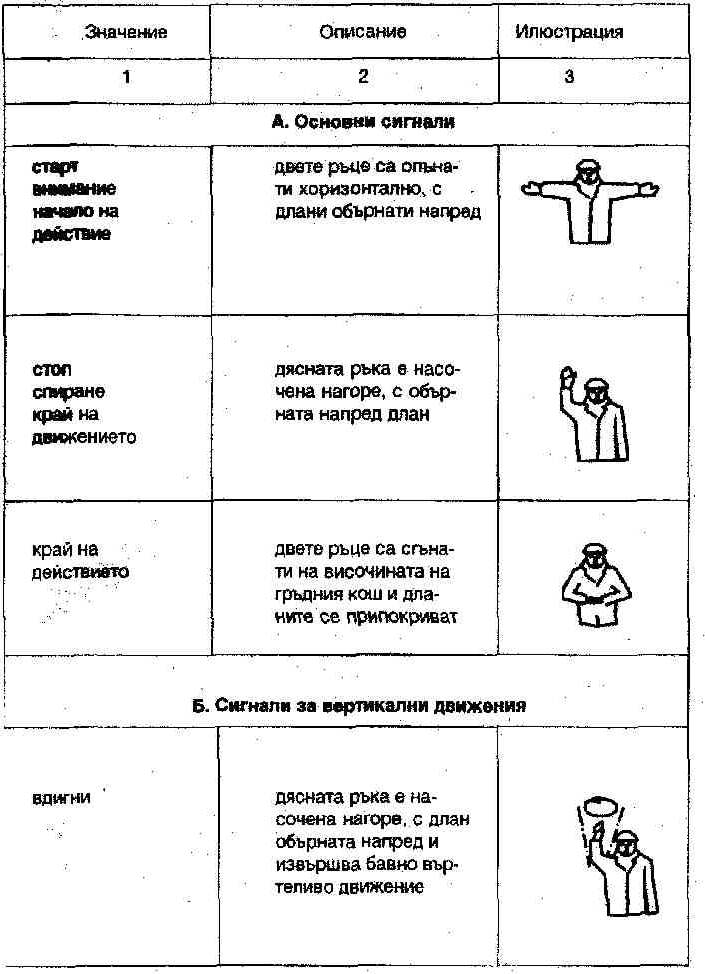 Значение Описание Илюстрация
1 2 3
А. Основни сигнали
старт
внимание
начало на
действие
двете ръце са опъна-
ти хоризонтално, с
длани обърнати напред
стоп
спиране
край на
движението
дясната ръка е насо-
чена нагоре, с обър-
ната напред длан
край на
действието
двете ръце са сгъна-
ти на височината на
гръдния кош и дла-
ните се припокриват
Б. Сигнали за вертикални движения
вдигни
дясната ръка е на-
сочена нагоре, с длан
обърната напред и
извършва бавно вър-
теливо движение